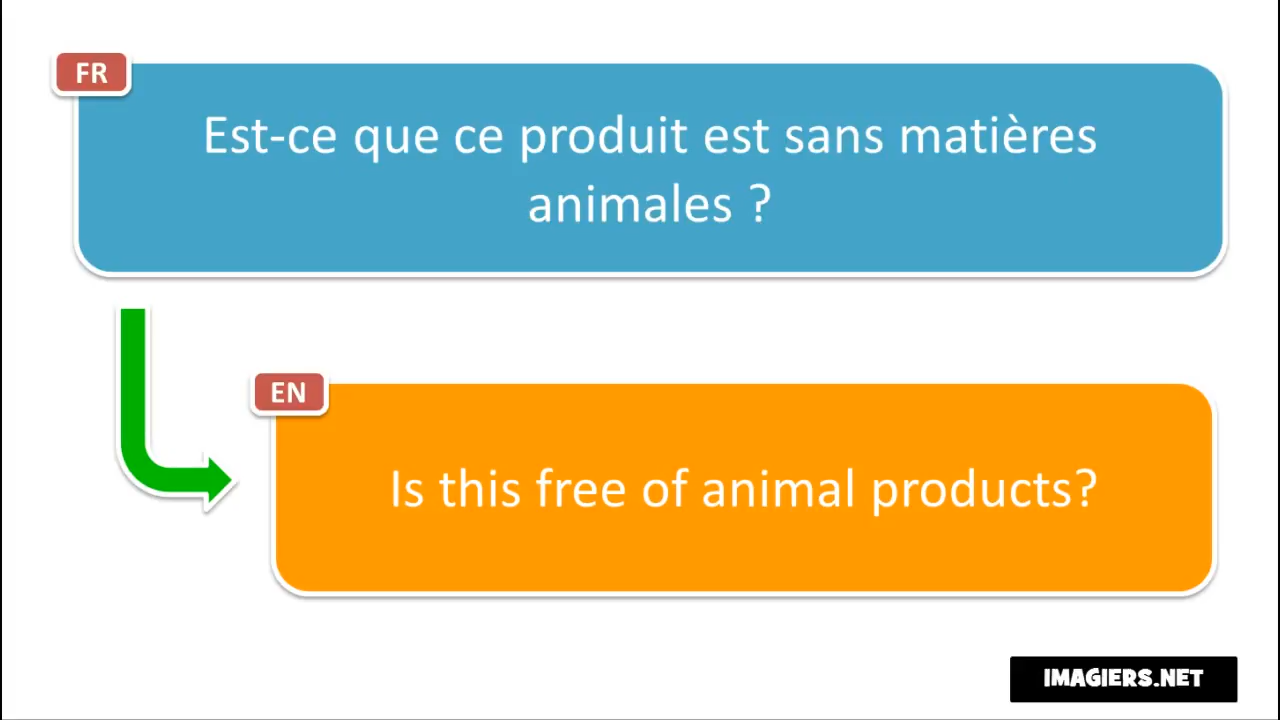 FR
Est-ce que ce produit est sans matières
animales ?
EN
Is this free of animal products?
IMAGIERS.NET